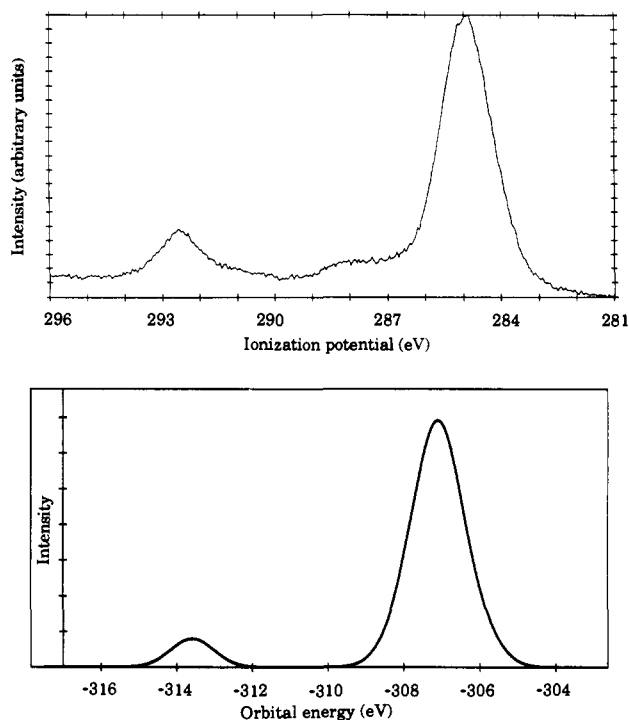 Intensity (arbitrary units)
296 293 290 287 284 281
Ionization potential (eV)
Intensity
-316 -314 -312 -310 -308 -306 -304
Orbital energy (eV)